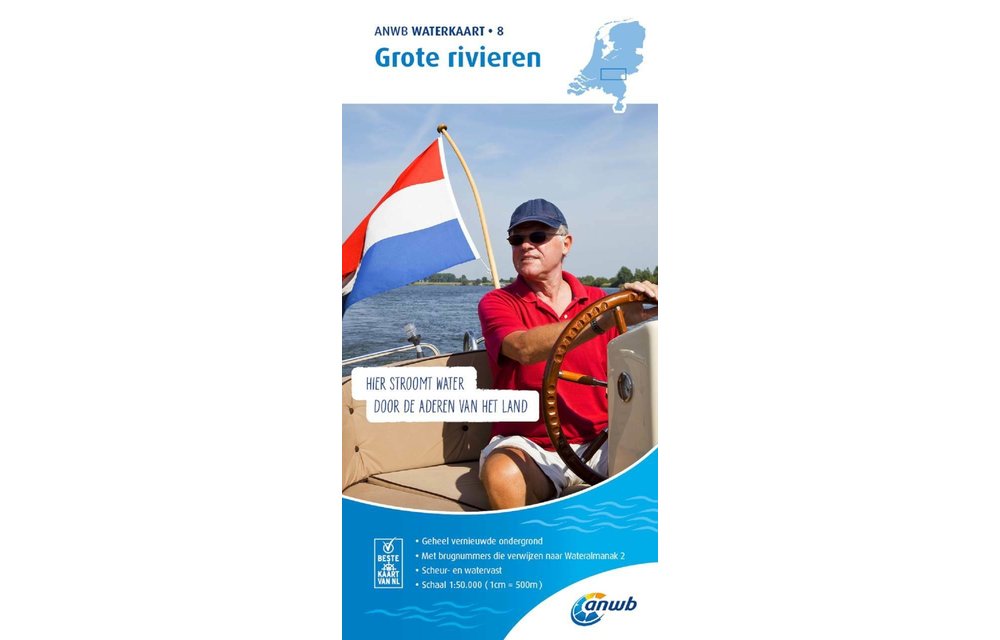 ANWB WATERKAART • 8
Grote rivieren
HIER STROOMT WATER
DOOR DE ADEREN VAN HET LAND
• Geheel vernieuwde ondergrond
• Met brugnummers die verwijzen naar Wateralmanak 2
• Scheur- en watervast
• Schaal 1:50.000 ( 1cm = 500m )
BESTE
KAART
VAN NL
anwb